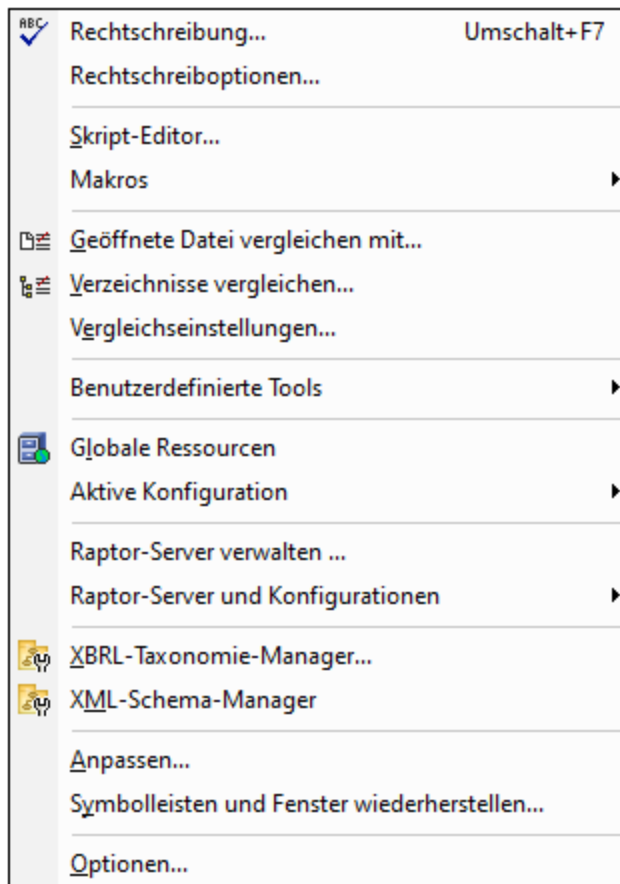 ABC
Rechtschreibung... Umschalt+F7
Rechtschreiboptionen...
Skript-Editor...
Makros
Geöffnete Datei vergleichen mit...
Verzeichnisse vergleichen...
Vergleichseinstellungen...
Benutzerdefinierte Tools
Globale Ressourcen
Aktive Konfiguration
Raptor-Server verwalten ...
Raptor-Server und Konfigurationen
XBRL-Taxonomie-Manager...
XML-Schema-Manager
Anpassen...
Symbolleisten und Fenster wiederherstellen...
Optionen...